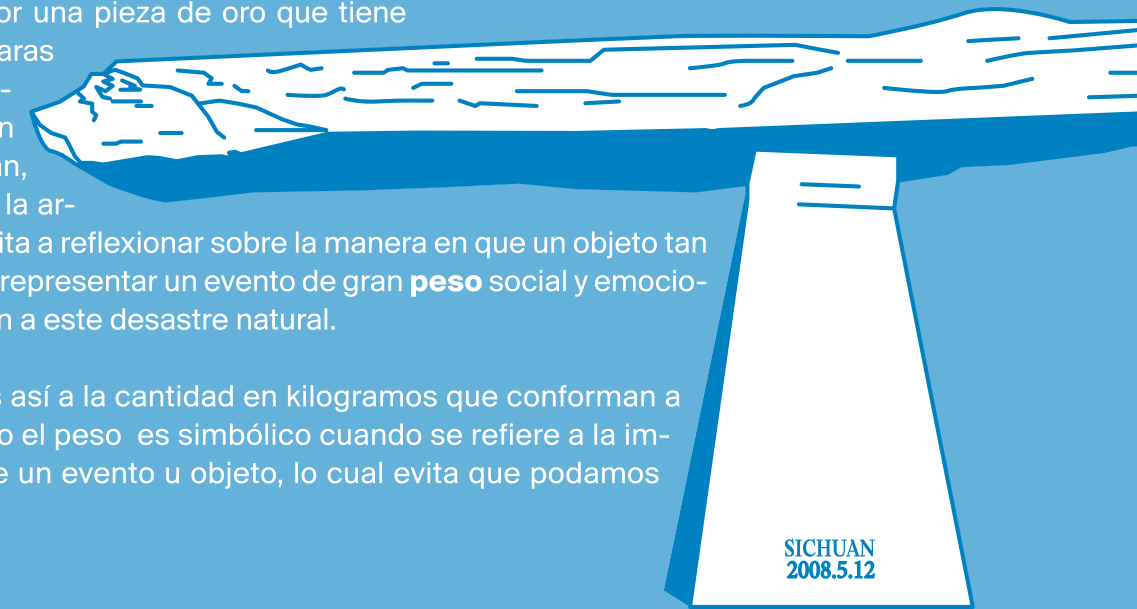 or una pieza de oro que tiene
aras
-
n
an,
la ar-
ita a reflexionar sobre la manera en que un objeto tan
representar un evento de gran peso social y emocio-
n a este desastre natural.
s así a la cantidad en kilogramos que conforman a
o el peso es simbólico cuando se refiere a la im-
e un evento u objeto, lo cual evita que podamos
SICHUAN
2008.5.12